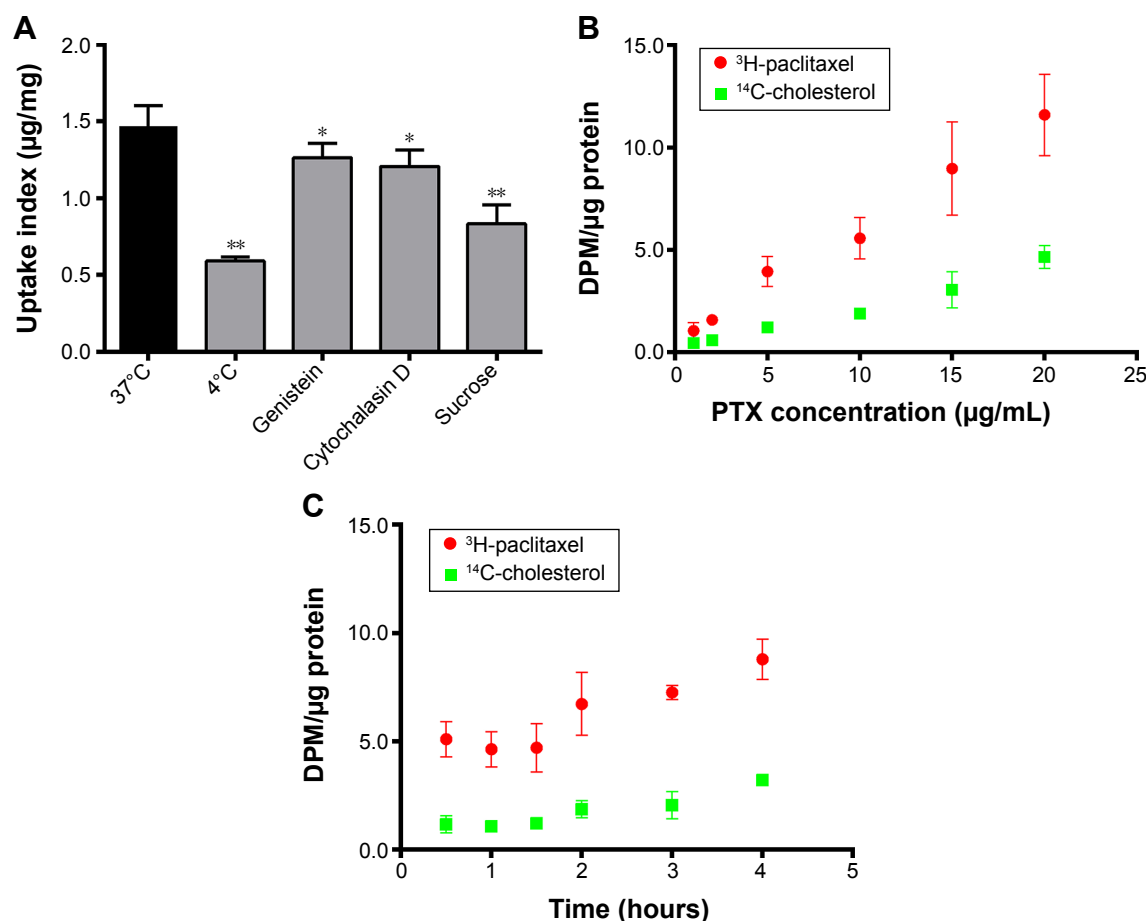 A
Uptake index (µg/mg)
2.0
1.5
1.0
0.5
0.0
**
*
*
**
37°C
4°C
Genistein
Cytochalasin D
Sucrose
B
DPM/µg protein
15.0
10.0
5.0
0.0
³H-paclitaxel
¹⁴C-cholesterol
0 5 10 15 20 25
PTX concentration (µg/mL)
C
DPM/µg protein
15.0
10.0
5.0
0.0
³H-paclitaxel
¹⁴C-cholesterol
0 1 2 3 4 5
Time (hours)